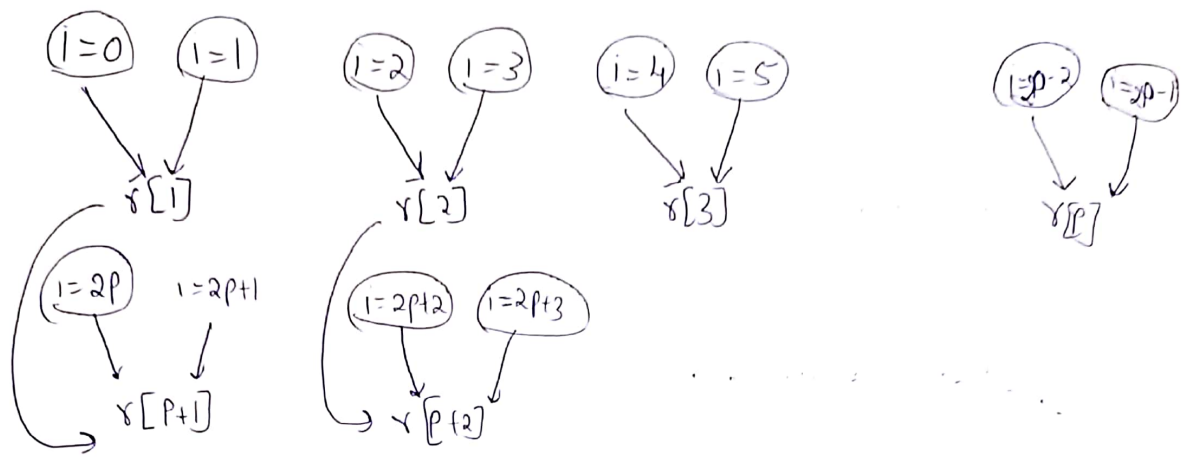 i=0 i=1 i=2 i=3 i=4 i=5 i=2p-2 i=2p-1
r[1] r[2] r[3] r[p]
i=2p i=2p+1 i=2p+2 i=2p+3
r[p+1] r[p+2]